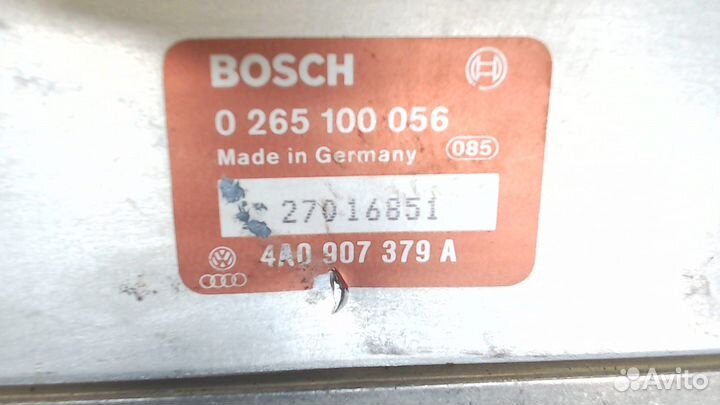 BOSCH
0 265 100 056
Made in Germany 085
27016851
4A0 907 379 A
Avito